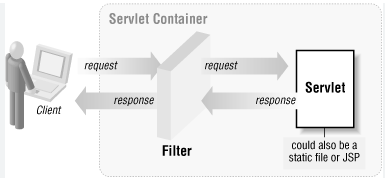 Servlet Container
request
request
Servlet
Client
response
response
Filter
could also be a
static file or JSP